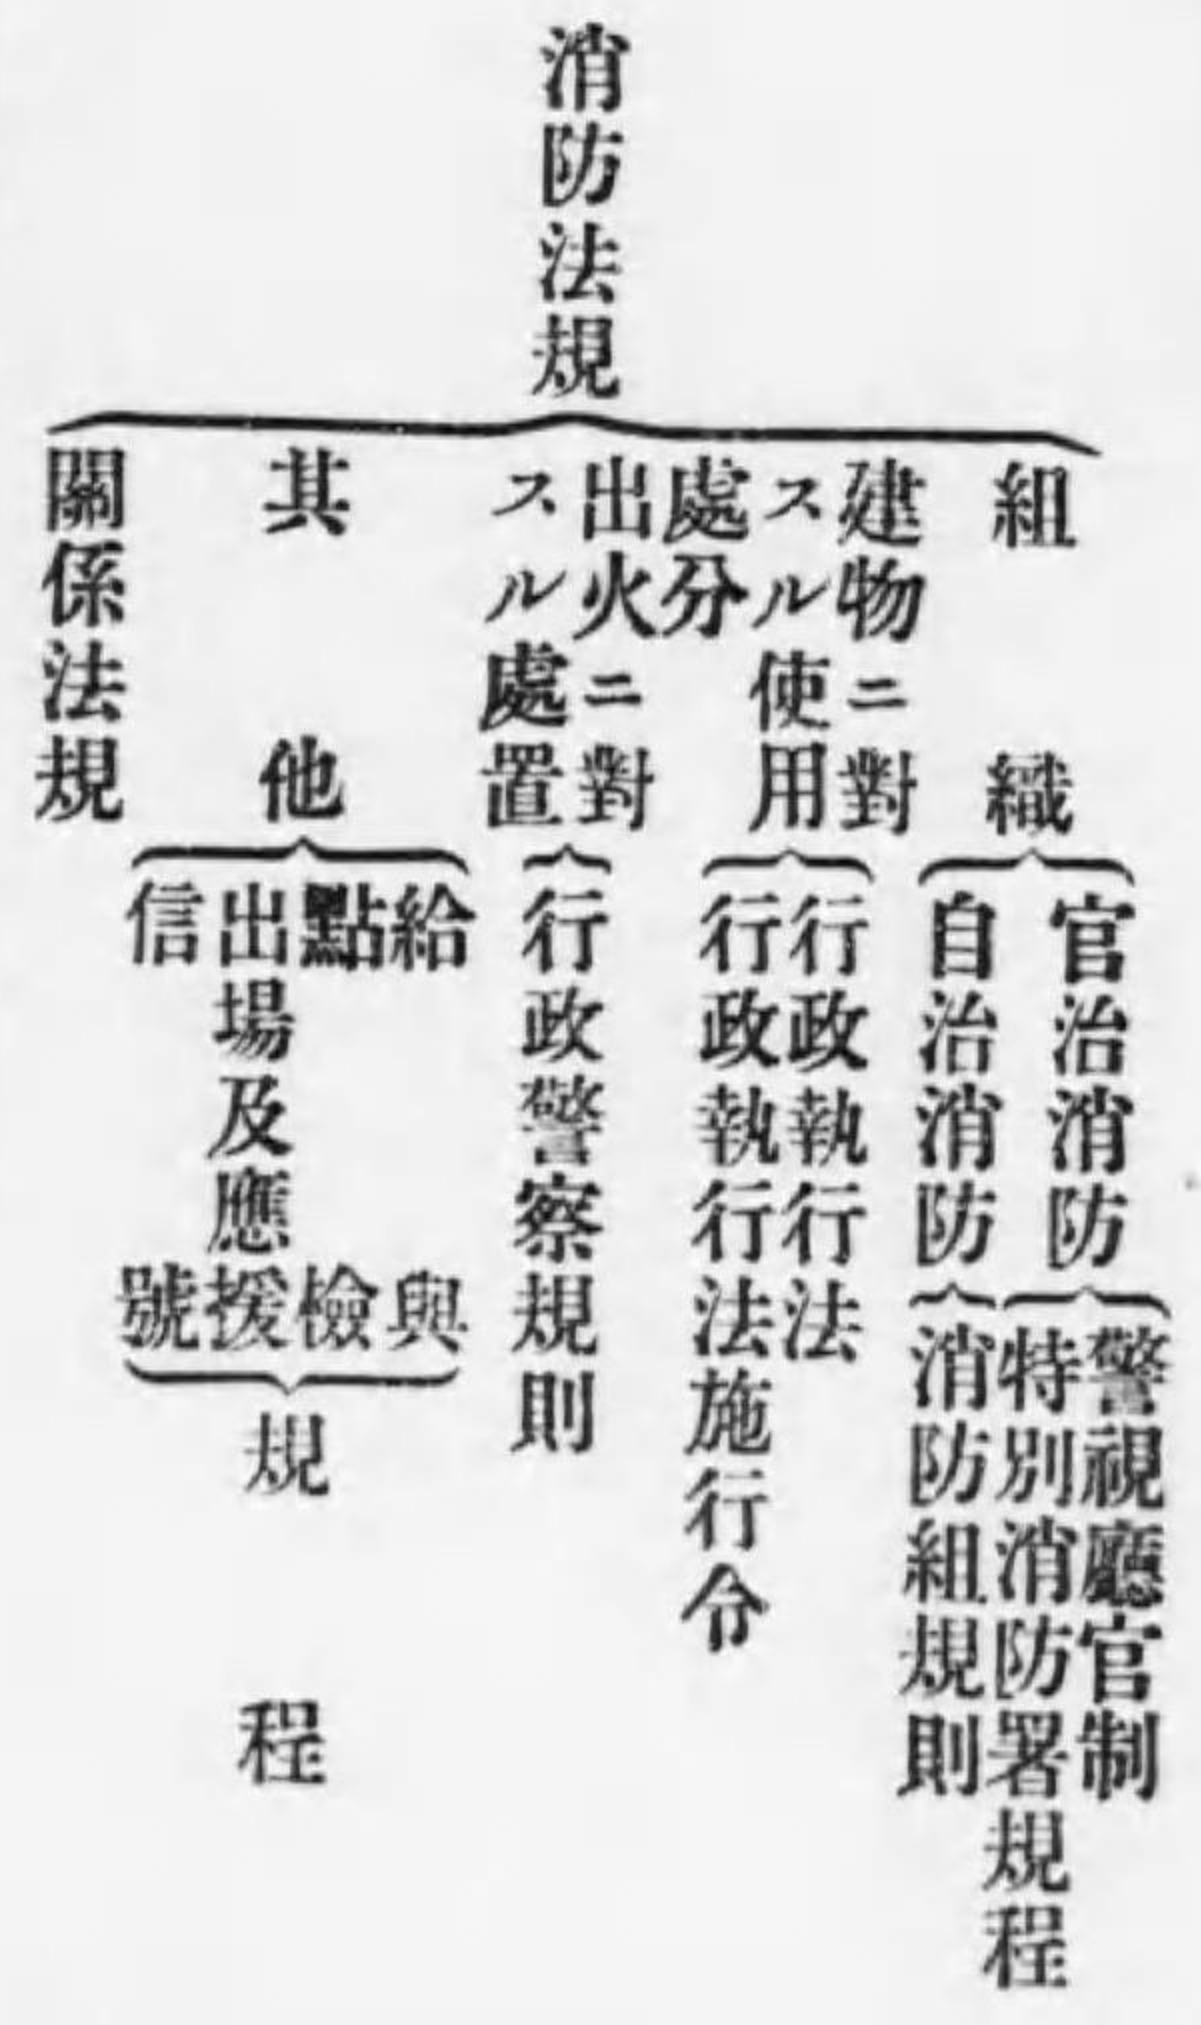 消防法規
組織
官治消防
警視廳官制
特別消防署規程
自治消防
消防組規則
建物ニ對
スル使用
處分
行政執行法
行政執行法施行令
出火ニ對
スル處置
行政警察規則
其他
給與
點檢
出場及應援
信號
規程
關係法規